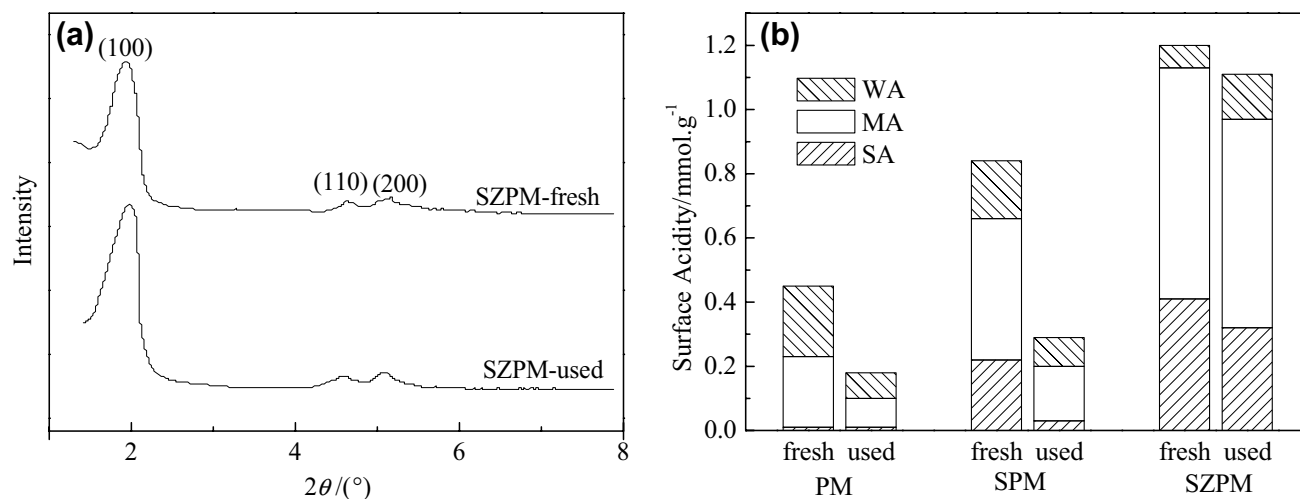 (a)
(100)
(110)
(200)
SZPM-fresh
SZPM-used
Intensity
2
4
6
8
2θ /(°)
(b)
WA
MA
SA
Surface Acidity/mmol.g⁻¹
1.2
1.0
0.8
0.6
0.4
0.2
0.0
fresh used
fresh used
fresh used
PM
SPM
SZPM